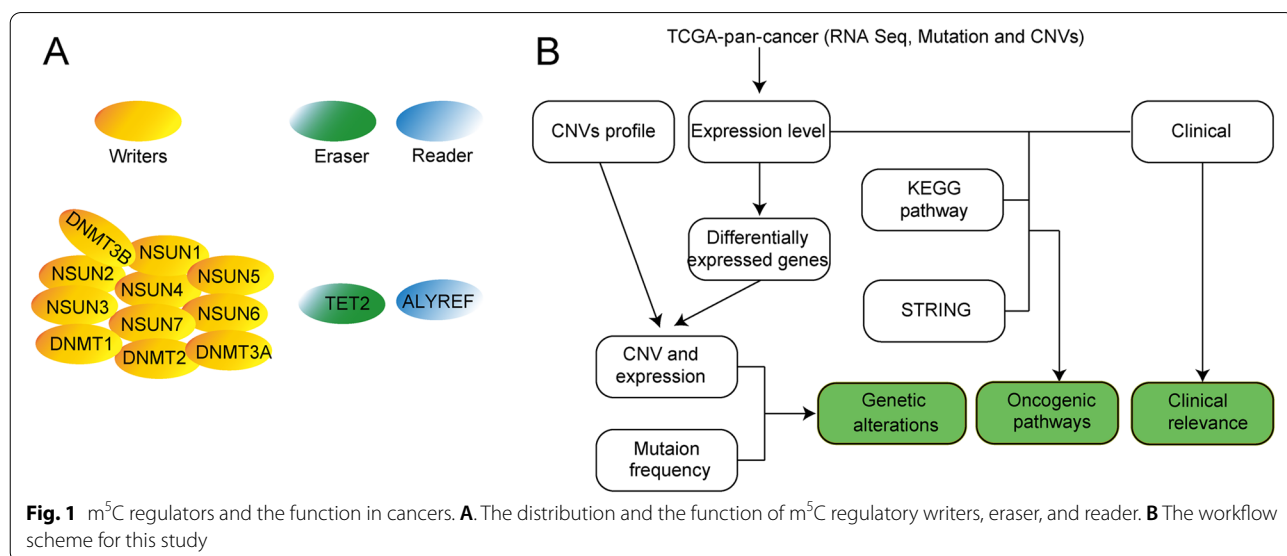 A
Writers
Eraser
Reader
DNMT3B
NSUN1
NSUN2
NSUN5
NSUN4
NSUN3
NSUN6
NSUN7
DNMT1
DNMT2
DNMT3A
TET2
ALYREF
B
TCGA-pan-cancer (RNA Seq, Mutation and CNVs)
CNVs profile
Expression level
Clinical
KEGG
pathway
Differentially
expressed genes
STRING
CNV and
expression
Mutaion
frequency
Genetic
alterations
Oncogenic
pathways
Clinical
relevance
Fig. 1 m⁵C regulators and the function in cancers. A. The distribution and the function of m⁵C regulatory writers, eraser, and reader. B The workflow
scheme for this study